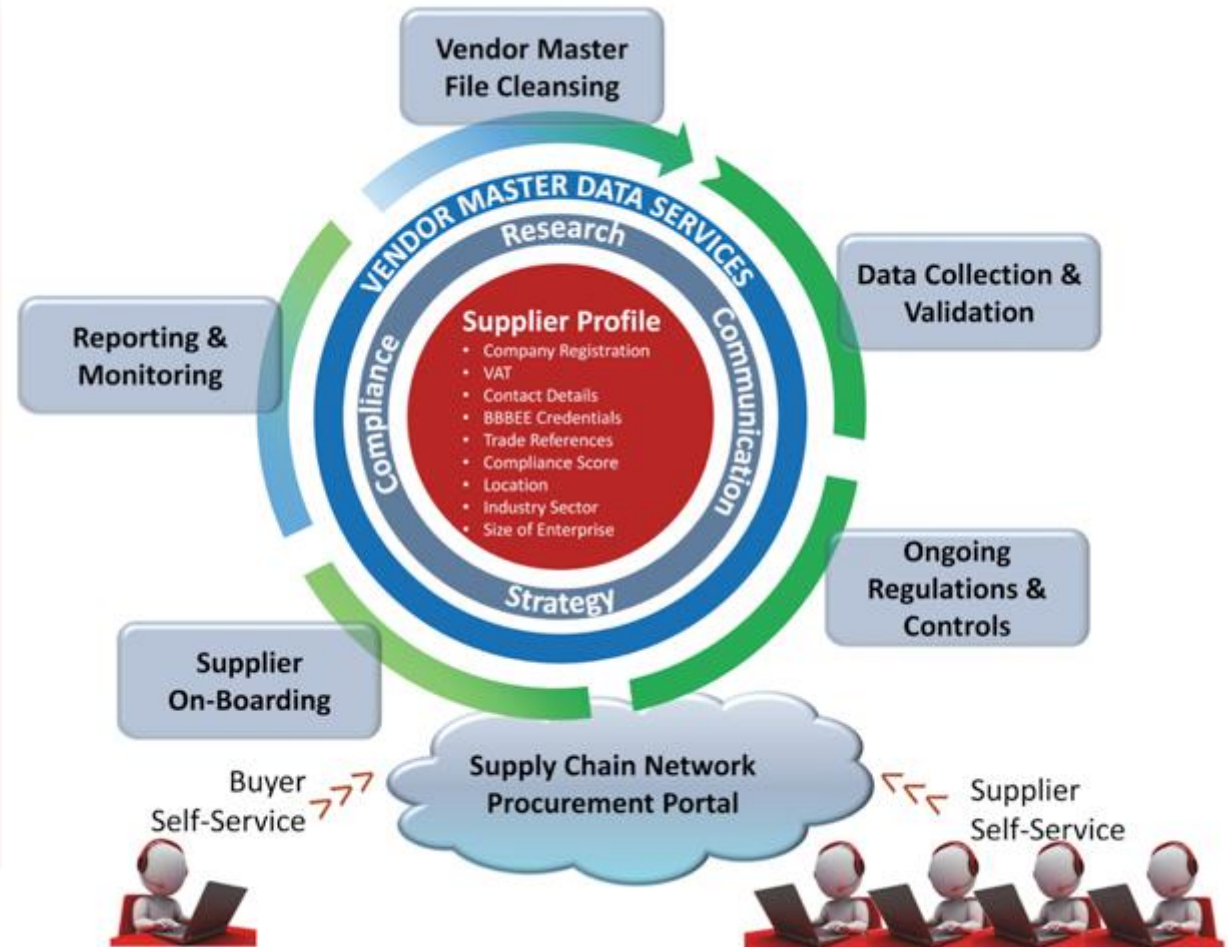 Vendor Master
File Cleansing
VENDOR MASTER DATA SERVICES
Research
Communication
Compliance
Strategy
Supplier Profile
• Company Registration
• VAT
• Contact Details
• BBBEE Credentials
• Trade References
• Compliance Score
• Location
• Industry Sector
• Size of Enterprise
Data Collection &
Validation
Reporting &
Monitoring
Ongoing
Regulations &
Controls
Supplier
On-Boarding
Supply Chain Network
Procurement Portal
Buyer
Self-Service
Supplier
Self-Service